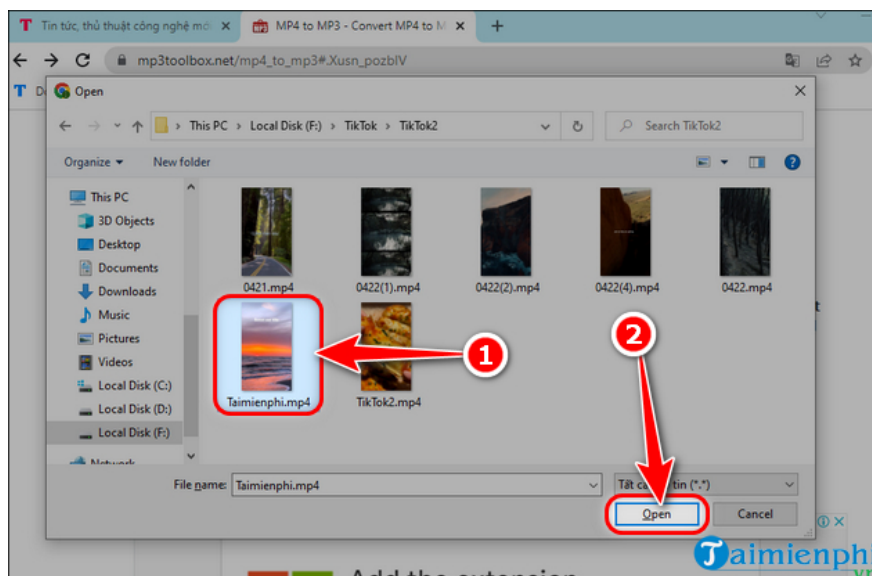 T Tin tức, thủ thuật công nghệ mới
MP4 to MP3 - Convert MP4 to M
mp3toolbox.net/mp4_to_mp3#.Xusn_pozbIV
Open
This PC > Local Disk (F:) > TikTok > TikTok2
Search TikTok2
Organize
New folder
This PC
3D Objects
Desktop
Documents
Downloads
Music
Pictures
Videos
Local Disk (C:)
Local Disk (D:)
Local Disk (F:)
Network
0421.mp4
0422(1).mp4
0422(2).mp4
0422(4).mp4
0422.mp4
Taimienphi.mp4
TikTok2.mp4
1
2
File name: Taimienphi.mp4
Tất cả tin (*.*)
Open
Cancel
Add the extension
Taimienphi